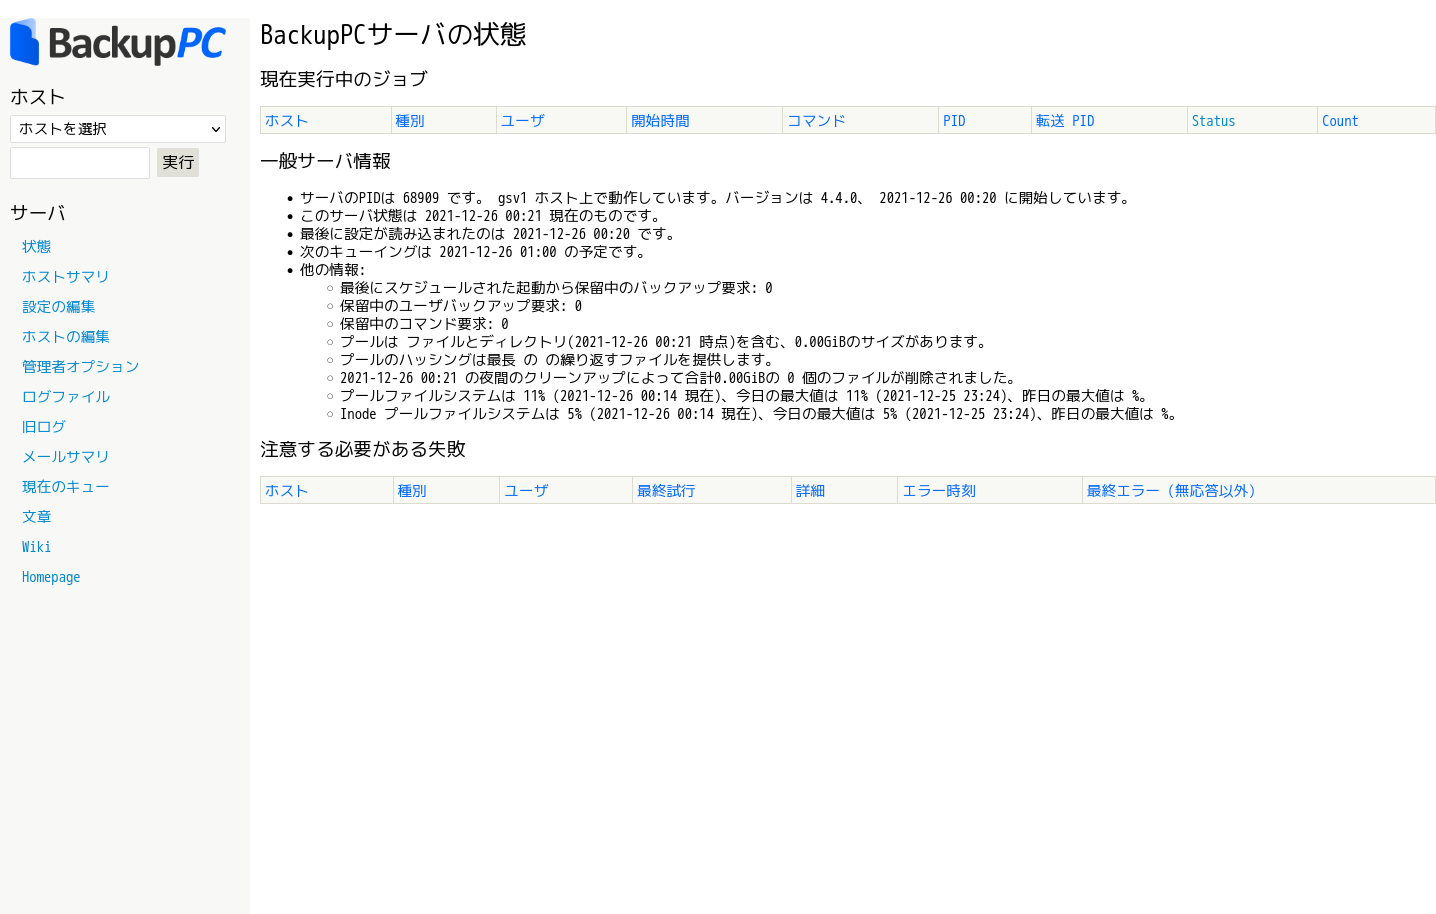 BackupPC
ホスト
ホストを選択
実行
サーバ
状態
ホストサマリ
設定の編集
ホストの編集
管理者オプション
ログファイル
旧ログ
メールサマリ
現在のキュー
文章
Wiki
Homepage
BackupPCサーバの状態
現在実行中のジョブ
ホスト 種別 ユーザ 開始時間 コマンド PID 転送 PID Status Count
一般サーバ情報
サーバのPIDは 68909 です。 gsv1 ホスト上で動作しています。バージョンは 4.4.0、 2021-12-26 00:20 に開始しています。
このサーバ状態は 2021-12-26 00:21 現在のものです。
最後に設定が読み込まれたのは 2021-12-26 00:20 です。
次のキューイングは 2021-12-26 01:00 の予定です。
他の情報:
最後にスケジュールされた起動から保留中のバックアップ要求: 0
保留中のユーザバックアップ要求: 0
保留中のコマンド要求: 0
プールは ファイルとディレクトリ(2021-12-26 00:21 時点)を含む、0.00GiBのサイズがあります。
プールのハッシングは最長 の の繰り返すファイルを提供します。
2021-12-26 00:21 の夜間のクリーンアップによって合計0.00GiBの 0 個のファイルが削除されました。
プールファイルシステムは 11% (2021-12-26 00:14 現在)、今日の最大値は 11% (2021-12-25 23:24)、昨日の最大値は %。
Inode プールファイルシステムは 5% (2021-12-26 00:14 現在)、今日の最大値は 5% (2021-12-25 23:24)、昨日の最大値は %。
注意する必要がある失敗
ホスト 種別 ユーザ 最終試行 詳細 エラー時刻 最終エラー (無応答以外)